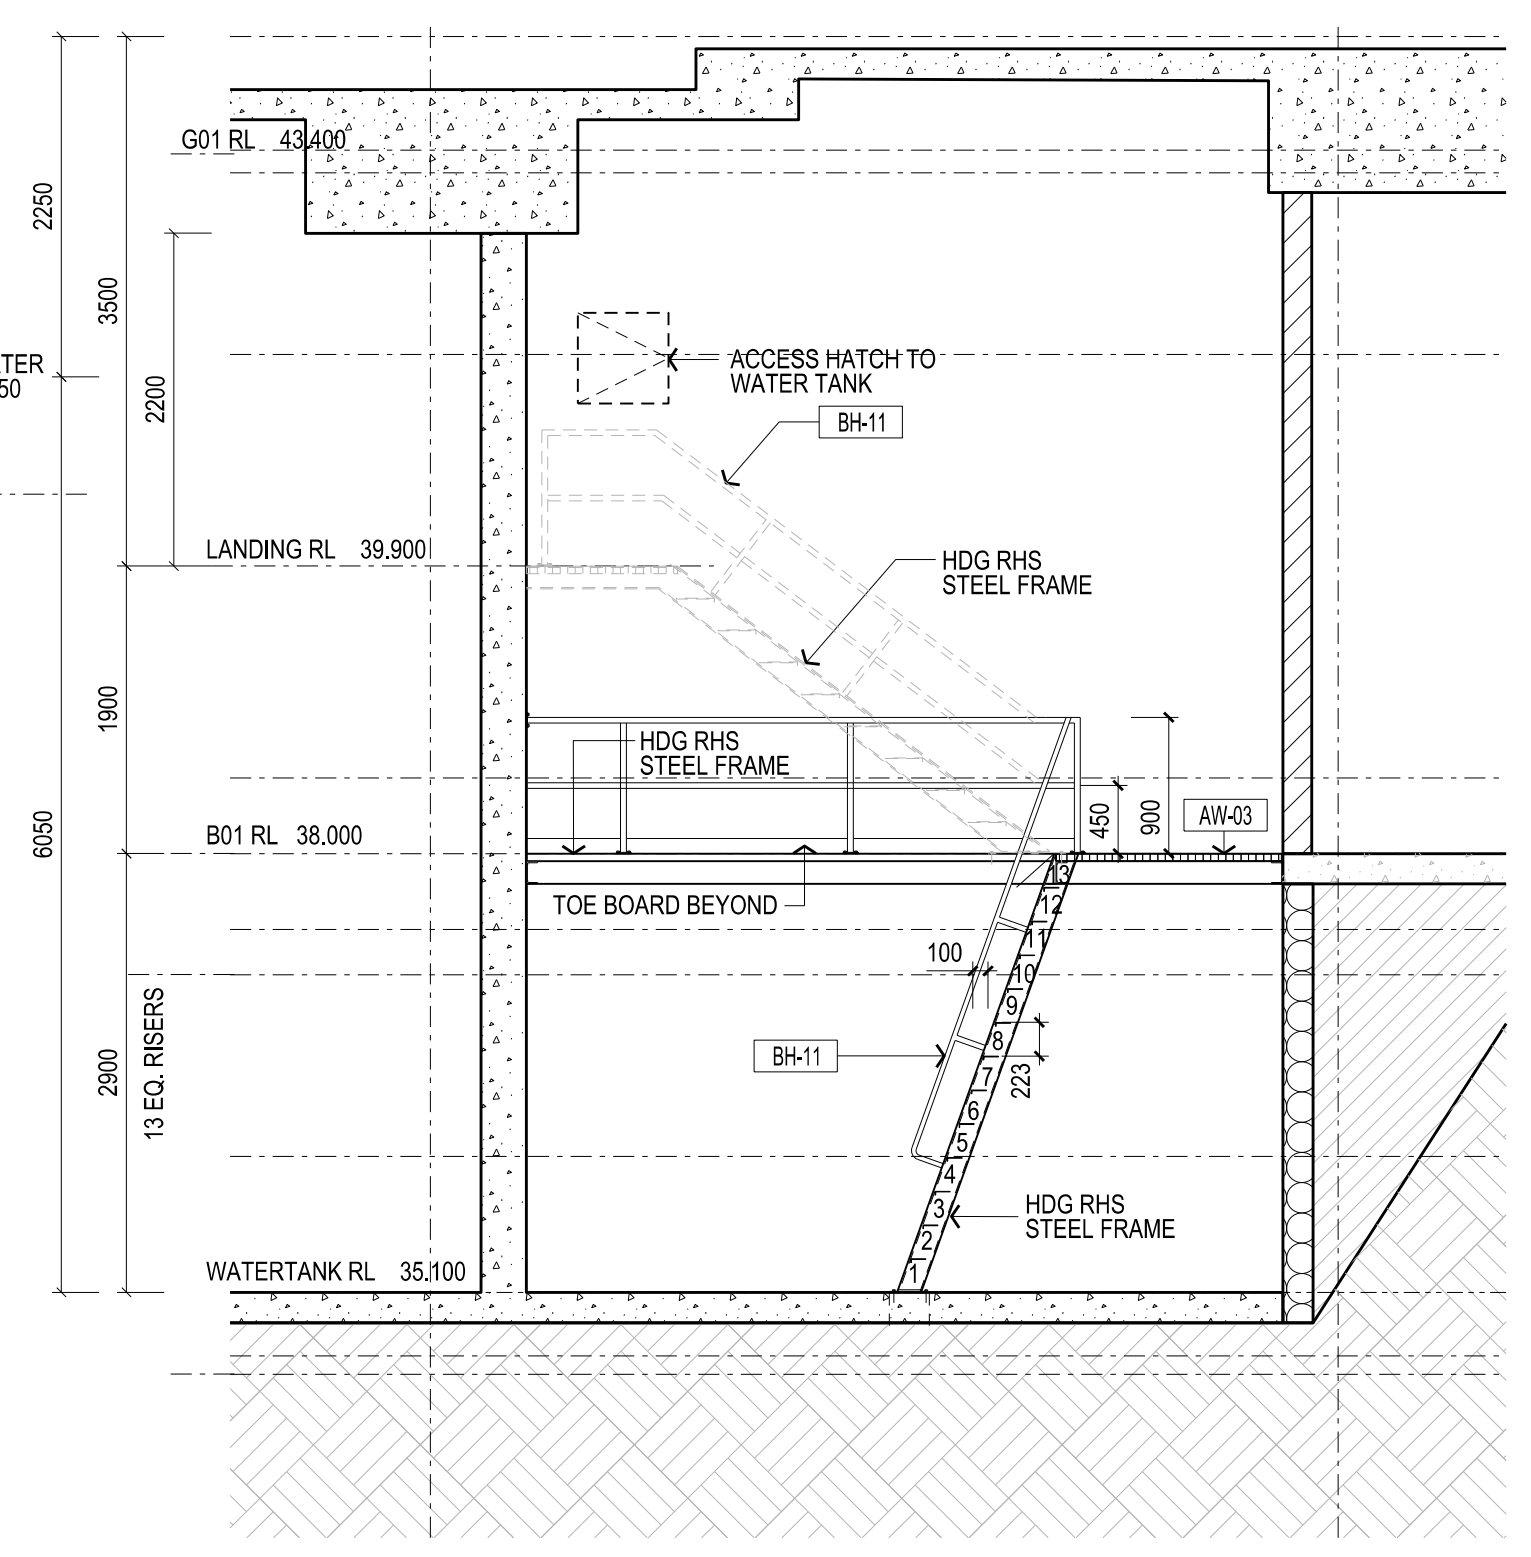 G01 RL 43.400
2250
3500
2200
TER
50
ACCESS HATCH TO
WATER TANK
BH-11
LANDING RL 39.900
HDG RHS
STEEL FRAME
1900
HDG RHS
STEEL FRAME
6050
B01 RL 38.000
450
900
AW-03
TOE BOARD BEYOND
13
12
11
10
9
8
7
6
5
4
3
2
1
100
223
BH-11
2900
13 EQ. RISERS
HDG RHS
STEEL FRAME
WATERTANK RL 35.100